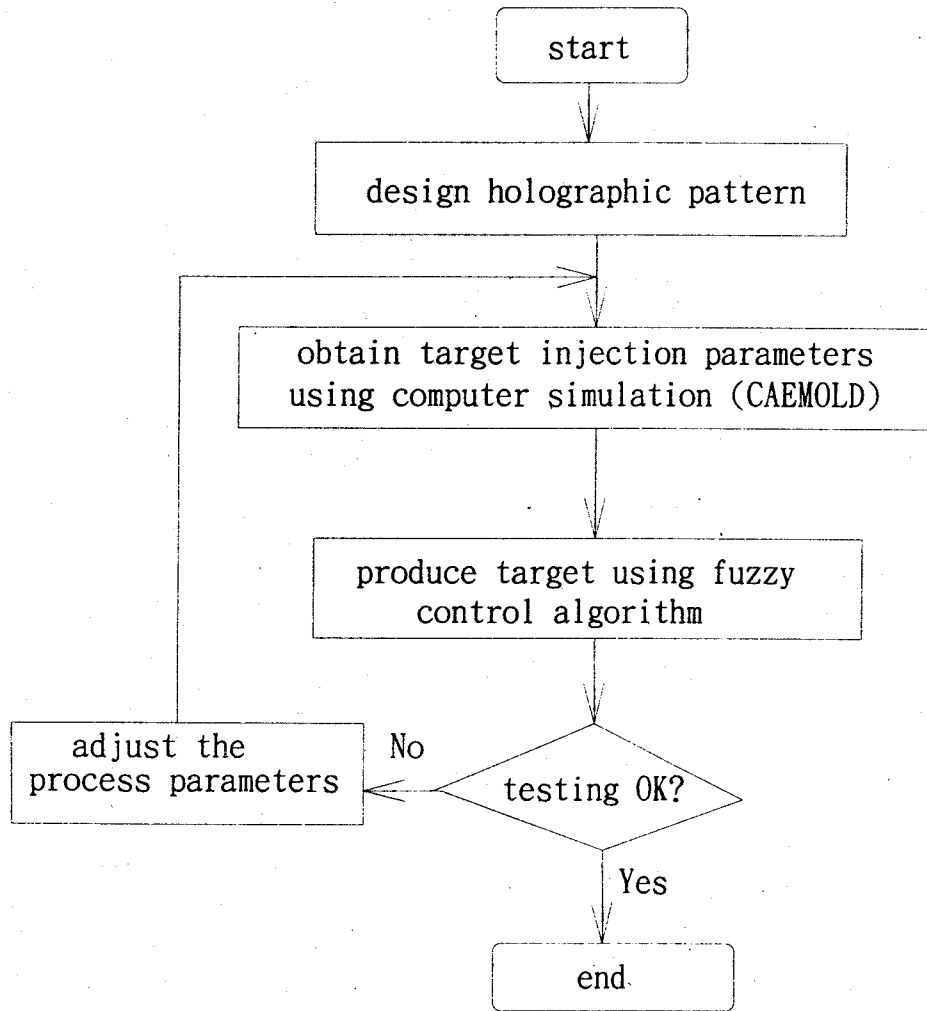 start
design holographic pattern
obtain target injection parameters
using computer simulation (CAEMOLD)
produce target using fuzzy
control algorithm
adjust the
process parameters
No
testing OK?
Yes
end